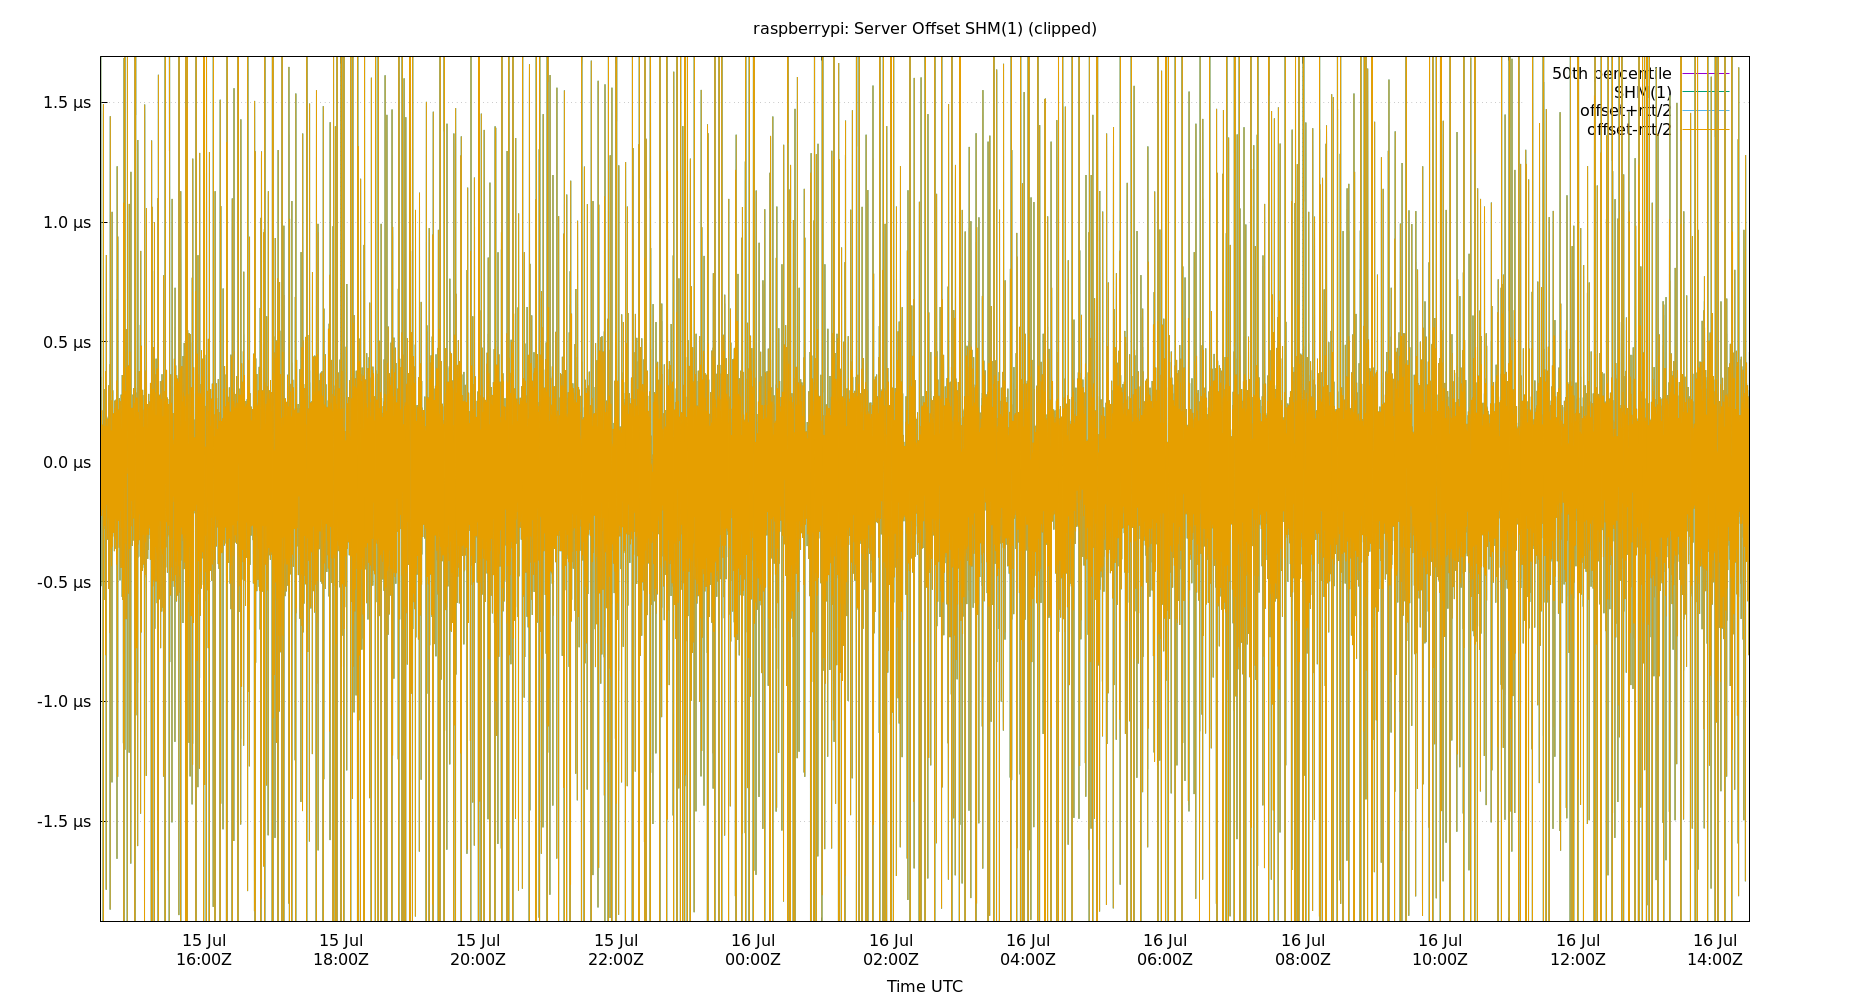 raspberrypi: Server Offset SHM(1) (clipped)
50th percentile
SHM(1)
offset+rtt/2
offset-rtt/2
1.5 µs
1.0 µs
0.5 µs
0.0 µs
-0.5 µs
-1.0 µs
-1.5 µs
15 Jul 15 Jul 15 Jul 15 Jul 16 Jul 16 Jul 16 Jul 16 Jul 16 Jul 16 Jul 16 Jul 16 Jul
16:00Z 18:00Z 20:00Z 22:00Z 00:00Z 02:00Z 04:00Z 06:00Z 08:00Z 10:00Z 12:00Z 14:00Z
Time UTC